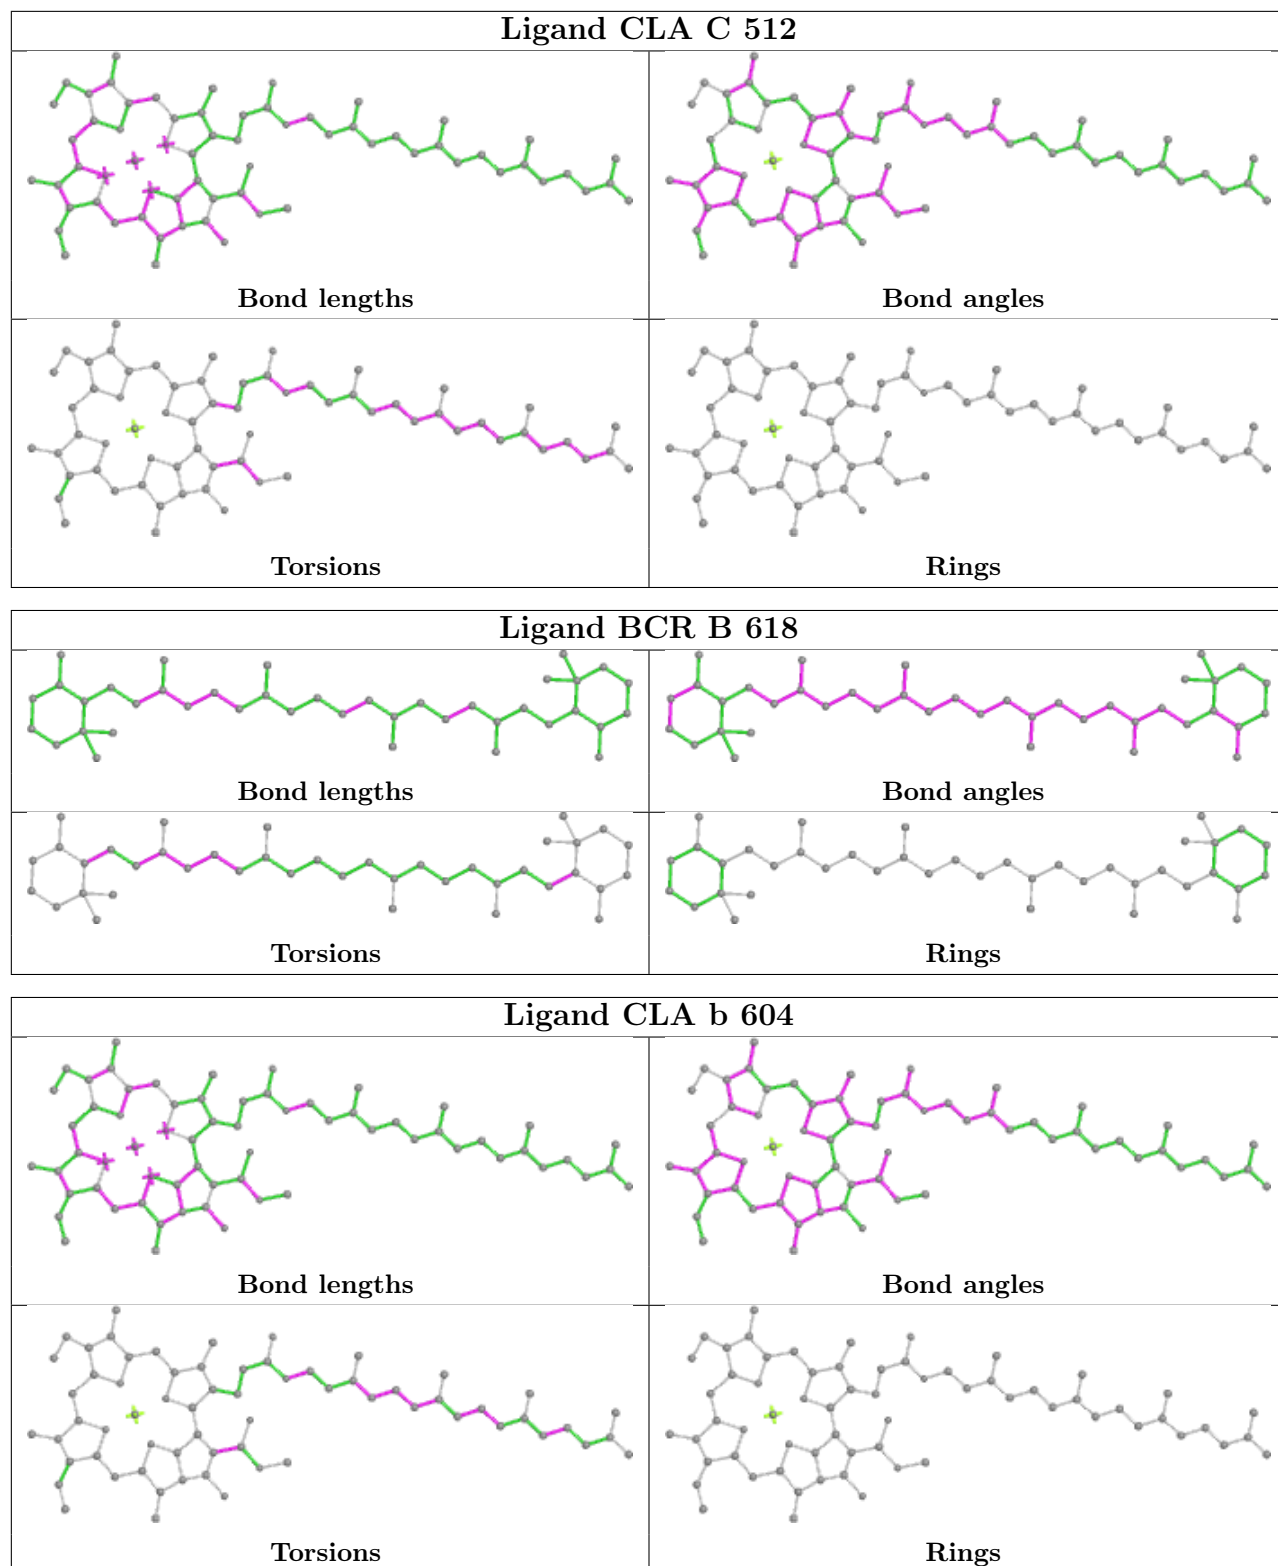 Ligand CLA C 512
Bond lengths
Bond angles
Torsions
Rings
Ligand BCR B 618
Bond lengths
Bond angles
Torsions
Rings
Ligand CLA b 604
Bond lengths
Bond angles
Torsions
Rings